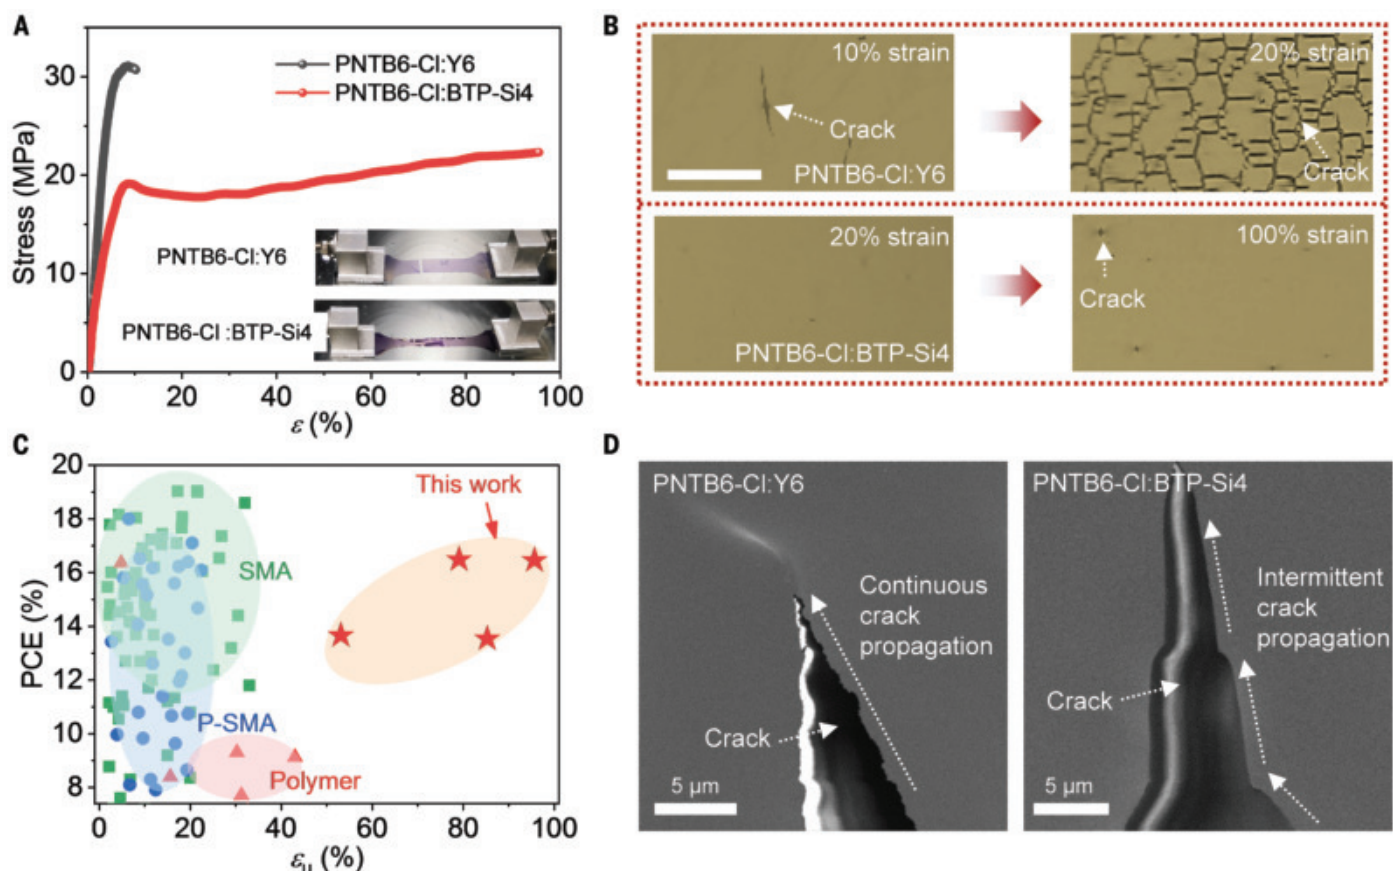 A
Stress (MPa)
30
20
10
0
PNTB6-Cl:Y6
PNTB6-Cl:BTP-Si4
PNTB6-Cl:Y6
PNTB6-Cl :BTP-Si4
0 20 40 60 80 100
ε (%)
B
10% strain
Crack
PNTB6-Cl:Y6
20% strain
Crack
20% strain
PNTB6-Cl:BTP-Si4
100% strain
Crack
C
PCE (%)
20
18
16
14
12
10
8
This work
SMA
P-SMA
Polymer
0 20 40 60 80 100
εu (%)
D
PNTB6-Cl:Y6
Continuous
crack
propagation
Crack
5 µm
PNTB6-Cl:BTP-Si4
Intermittent
crack
propagation
Crack
5 µm